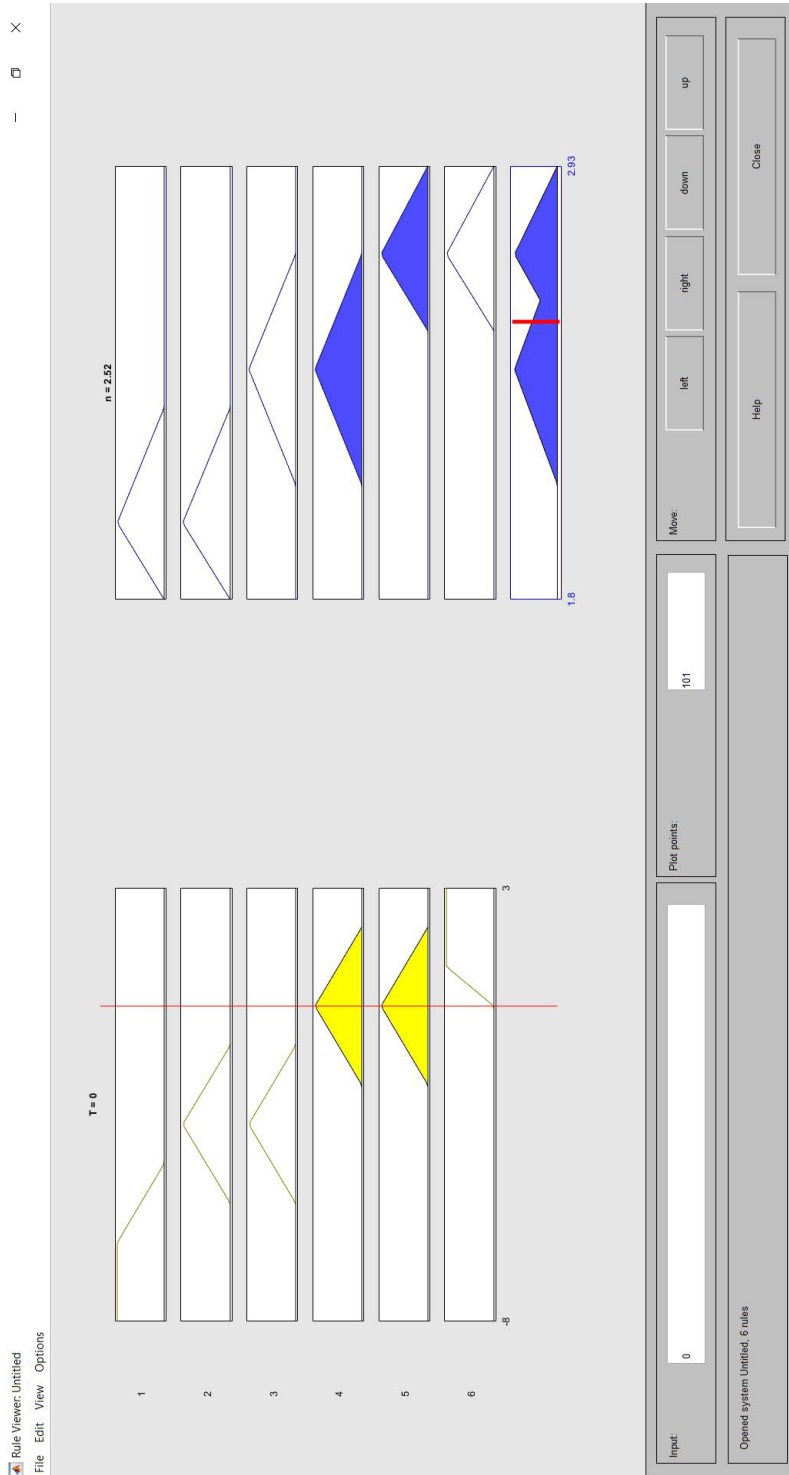 Rule Viewer: Untitled
File Edit View Options
T = 0
n = 2.52
1
2
3
4
5
6
-8
3
1.8
2.93
Input:
0
Plot points:
101
Move:
left
right
down
up
Opened system Untitled, 6 rules
Help
Close